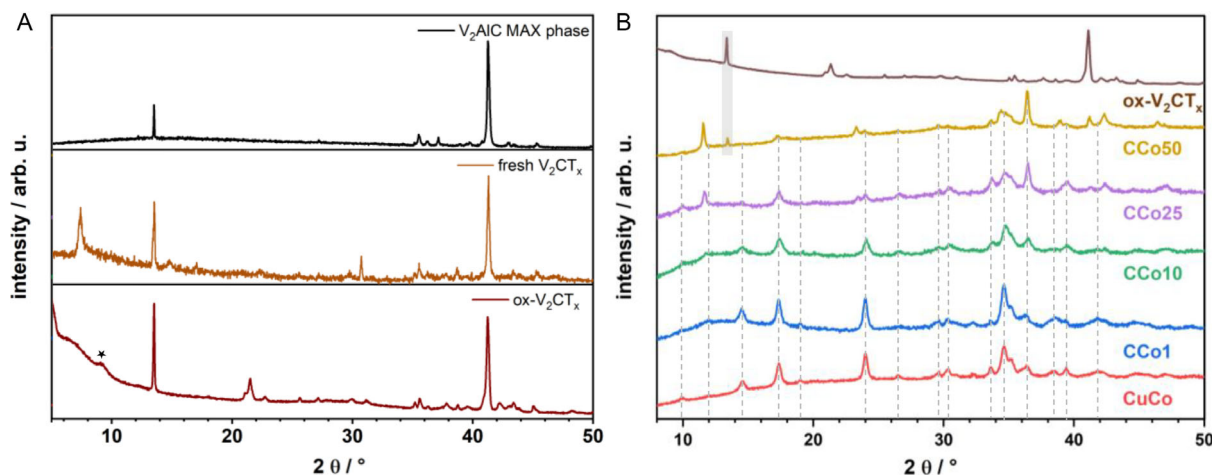 A
V₂AlC MAX phase
fresh V₂CTₓ
ox-V₂CTₓ
intensity / arb. u.
10 20 30 40 50
2 θ / °
B
ox-V₂CTₓ
CCo50
CCo25
CCo10
CCo1
CuCo
intensity / arb. u.
10 20 30 40 50
2 θ / °